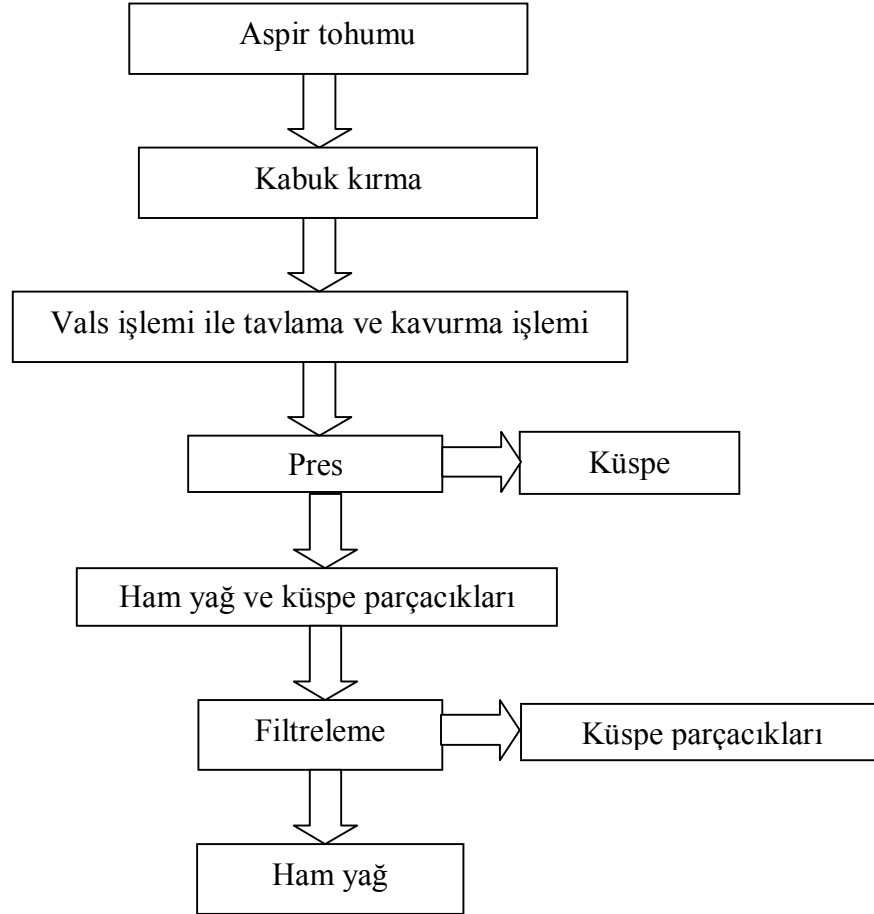 Aspir tohumu
Kabuk kırma
Vals işlemi ile tavlama ve kavurma işlemi
Pres
Küspe
Ham yağ ve küspe parçacıkları
Filtreleme
Küspe parçacıkları
Ham yağ